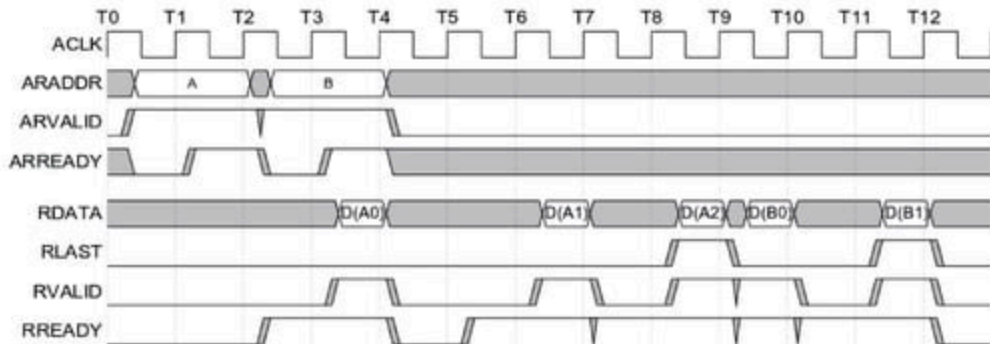 T0 T1 T2 T3 T4 T5 T6 T7 T8 T9 T10 T11 T12
ACLK
ARADDR A B
ARVALID
ARREADY
RDATA D(A0) D(A1) D(A2) D(B0) D(B1)
RLAST
RVALID
RREADY